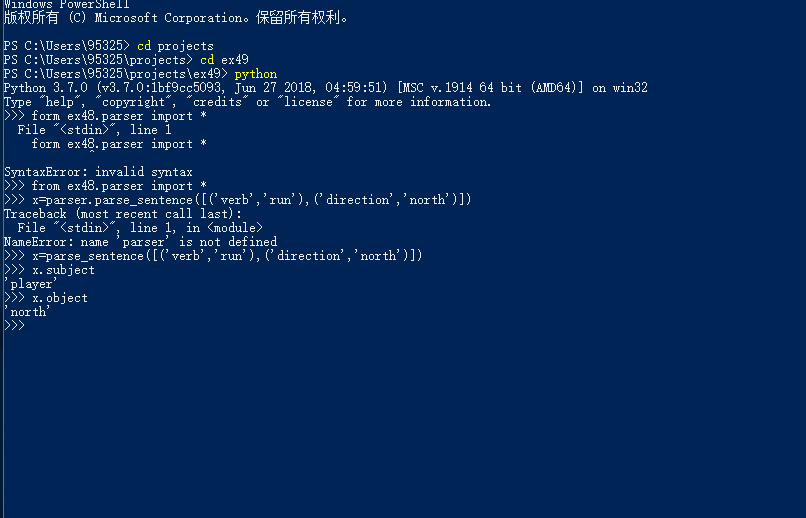 Windows PowerShell
版权所有 (C) Microsoft Corporation。保留所有权利。
PS C:\Users\95325> cd projects
PS C:\Users\95325\projects> cd ex49
PS C:\Users\95325\projects\ex49> python
Python 3.7.0 (v3.7.0:1bf9cc5093, Jun 27 2018, 04:59:51) [MSC v.1914 64 bit (AMD64)] on win32
Type "help", "copyright", "credits" or "license" for more information.
>>> form ex48.parser import *
  File "<stdin>", line 1
    form ex48.parser import *
            ^
SyntaxError: invalid syntax
>>> from ex48.parser import *
>>> x=parser.parse_sentence([('verb','run'),('direction','north')])
Traceback (most recent call last):
  File "<stdin>", line 1, in <module>
NameError: name 'parser' is not defined
>>> x=parse_sentence([('verb','run'),('direction','north')])
>>> x.subject
'player'
>>> x.object
'north'
>>>